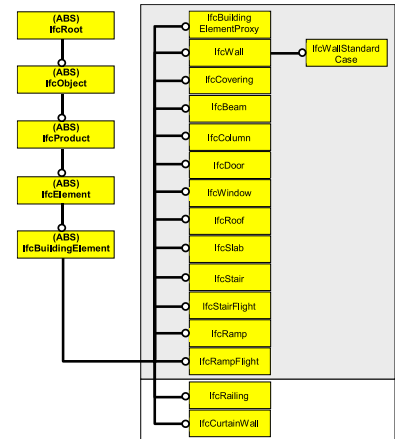 (ABS)
IfcRoot
(ABS)
IfcObject
(ABS)
IfcProduct
(ABS)
IfcElement
(ABS)
IfcBuildingElement
IfcBuilding
ElementProxy
IfcWall
IfcWallStandard
Case
IfcCovering
IfcBeam
IfcColumn
IfcDoor
IfcWindow
IfcRoof
IfcSlab
IfcStair
IfcStairFlight
IfcRamp
IfcRampFlight
IfcRailing
IfcCurtainWall